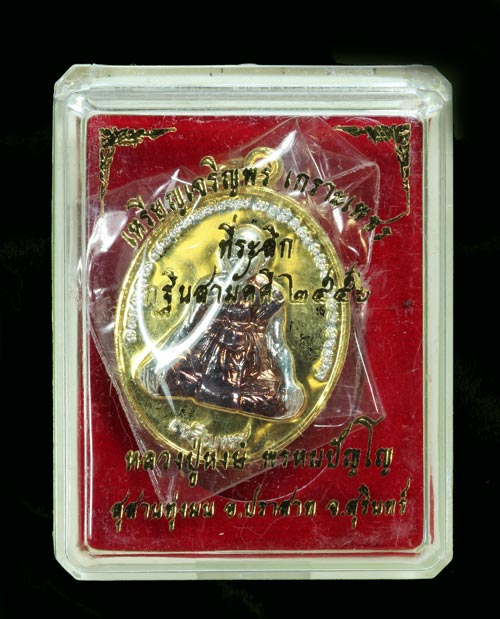 เหรียญเจริญพร เกราะเพชร
ที่ระลึก
กฐินสามัคคี ๒๕๕๒
หลวงปู่หงษ์ พรหมปัญโญ
สุสานทุ่งมน อ.ปราสาท จ.สุรินทร์